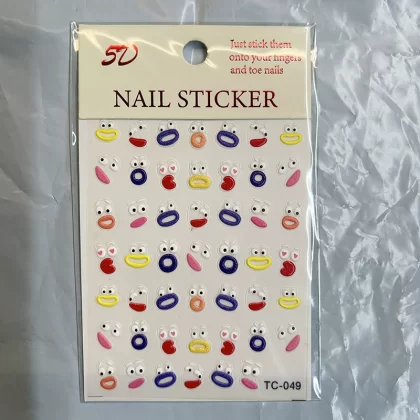 5D
Just stick them
onto your fingers
and toe nails
NAIL STICKER
TC-049